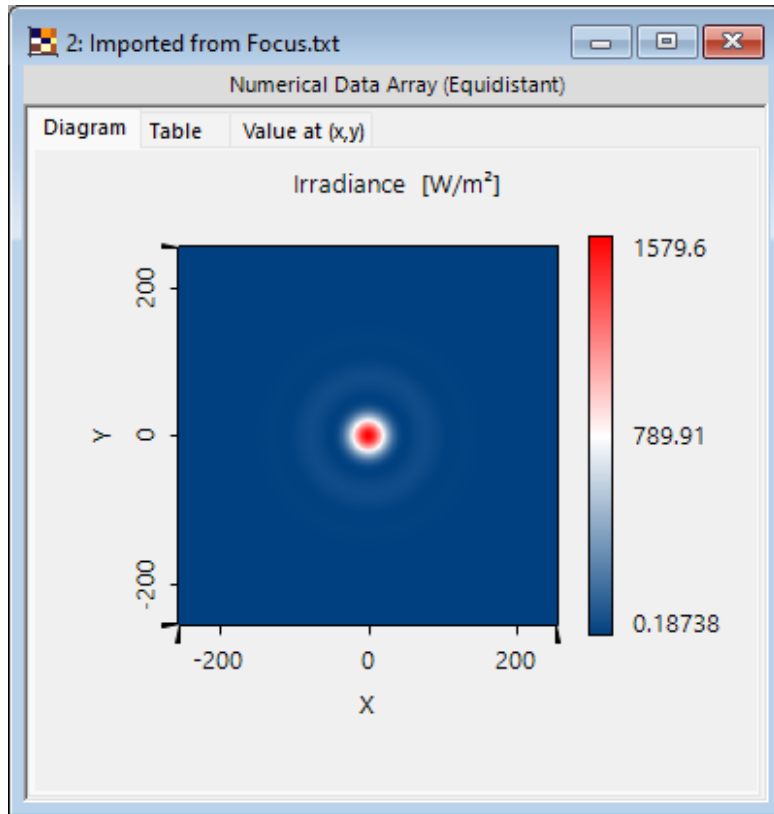 2: Imported from Focus.txt
Numerical Data Array (Equidistant)
Diagram Table Value at (x,y)
Irradiance [W/m²]
1579.6
200
Y 0 789.91
-200
0.18738
-200 0 200
X